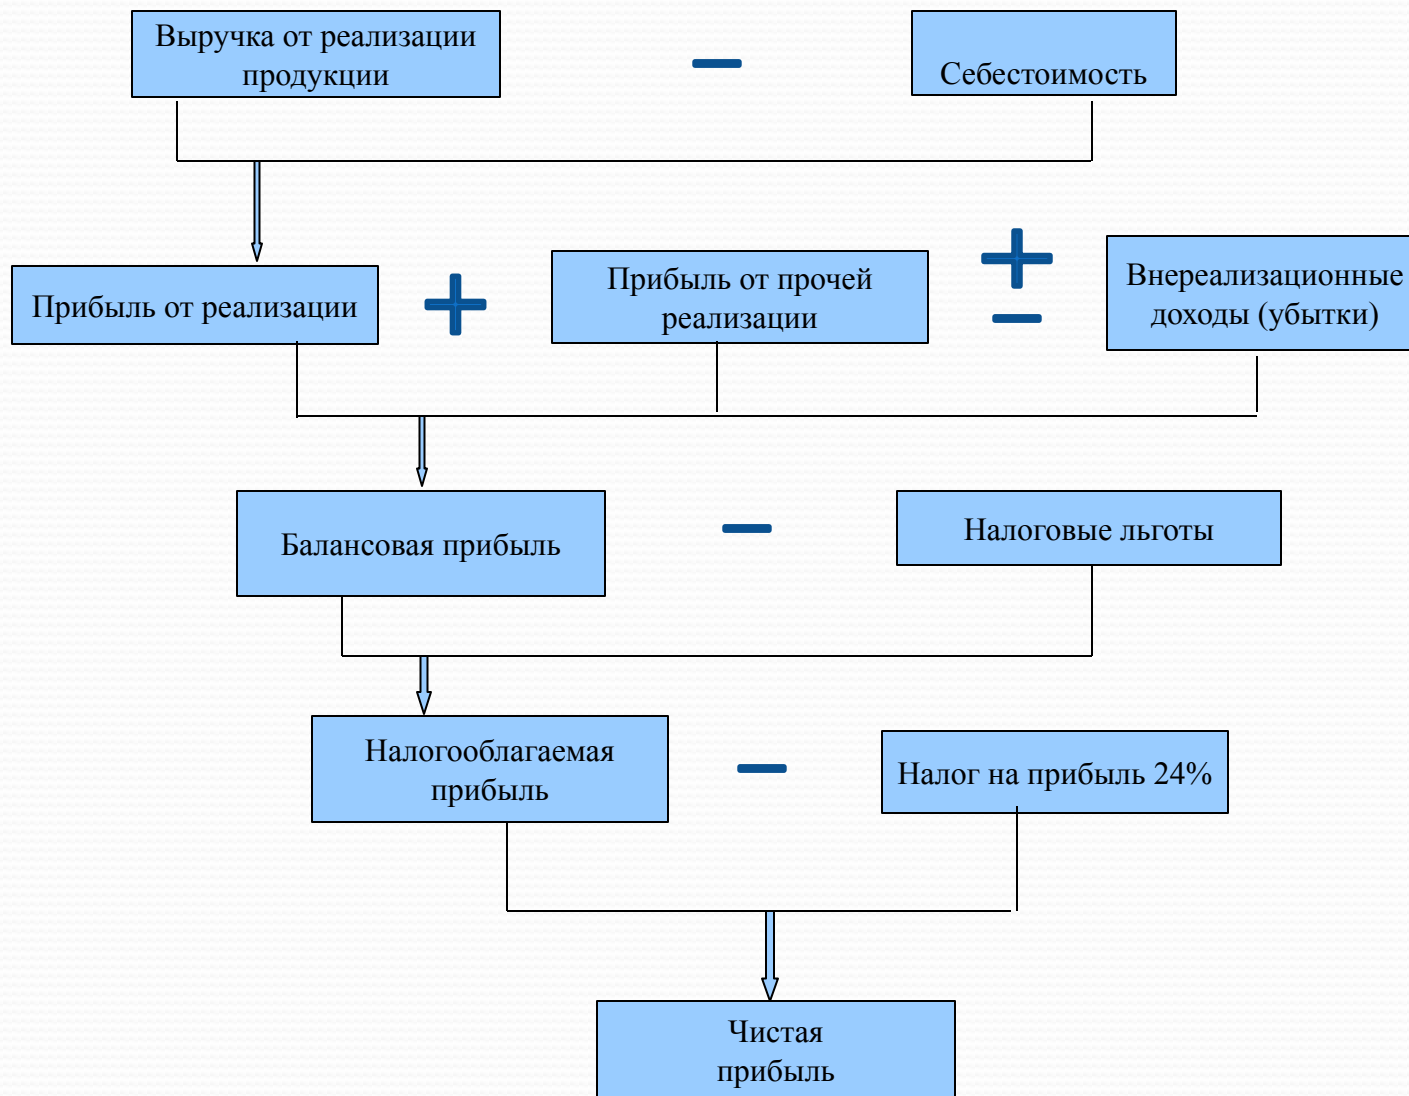 Выручка от реализации
продукции
–
Себестоимость
Прибыль от реализации
+
Прибыль от прочей
реализации
+
–
Внереализационные
доходы (убытки)
Балансовая прибыль
–
Налоговые льготы
Налогооблагаемая
прибыль
–
Налог на прибыль 24%
Чистая
прибыль